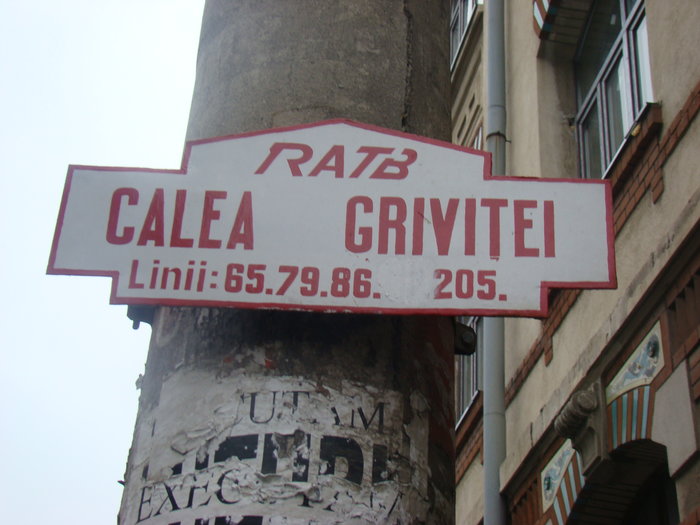 RATB
CALEA GRIVITEI
Linii: 65.79.86. 205.